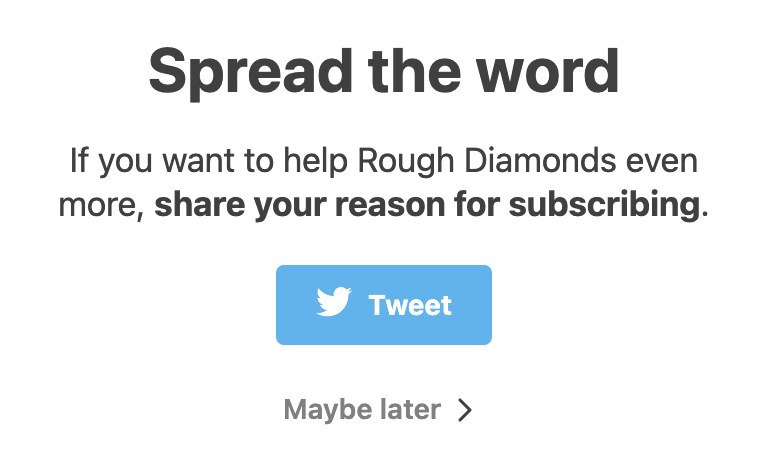 Spread the word
If you want to help Rough Diamonds even
more, share your reason for subscribing.
Tweet
Maybe later